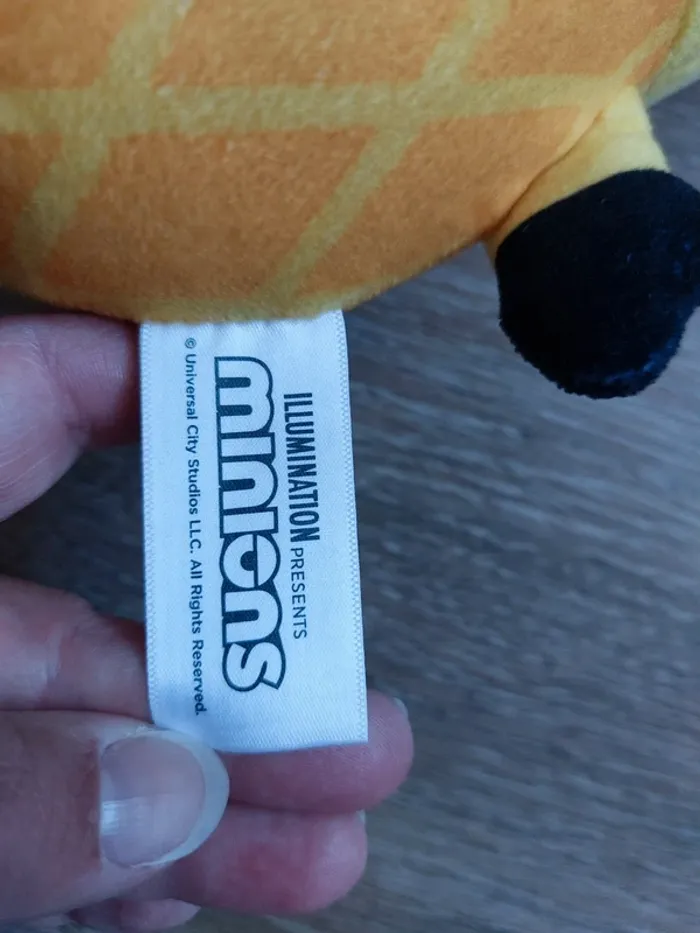 ILLUMINATION PRESENTS
minions
© Universal City Studios LLC. All Rights Reserved.